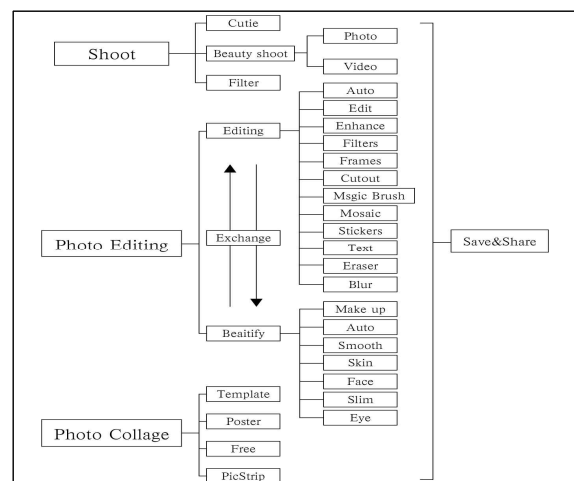 Shoot
Cutie
Beauty shoot
Filter
Photo
Video
Photo Editing
Editing
Exchange
Beaitify
Auto
Edit
Enhance
Filters
Frames
Cutout
Msgic Brush
Mosaic
Stickers
Text
Eraser
Blur
Make up
Auto
Smooth
Skin
Face
Slim
Eye
Photo Collage
Template
Poster
Free
PicStrip
Save&Share